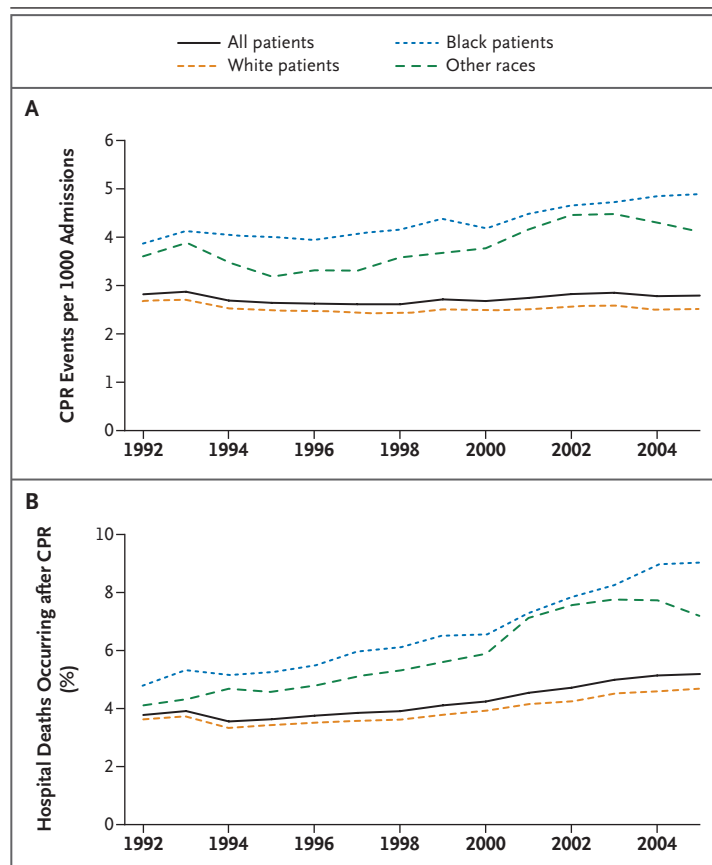 All patients
Black patients
White patients
Other races
A
CPR Events per 1000 Admissions
6
5
4
3
2
1
0
1992 1994 1996 1998 2000 2002 2004
B
Hospital Deaths Occurring after CPR
(%)
10
8
6
4
2
0
1992 1994 1996 1998 2000 2002 2004